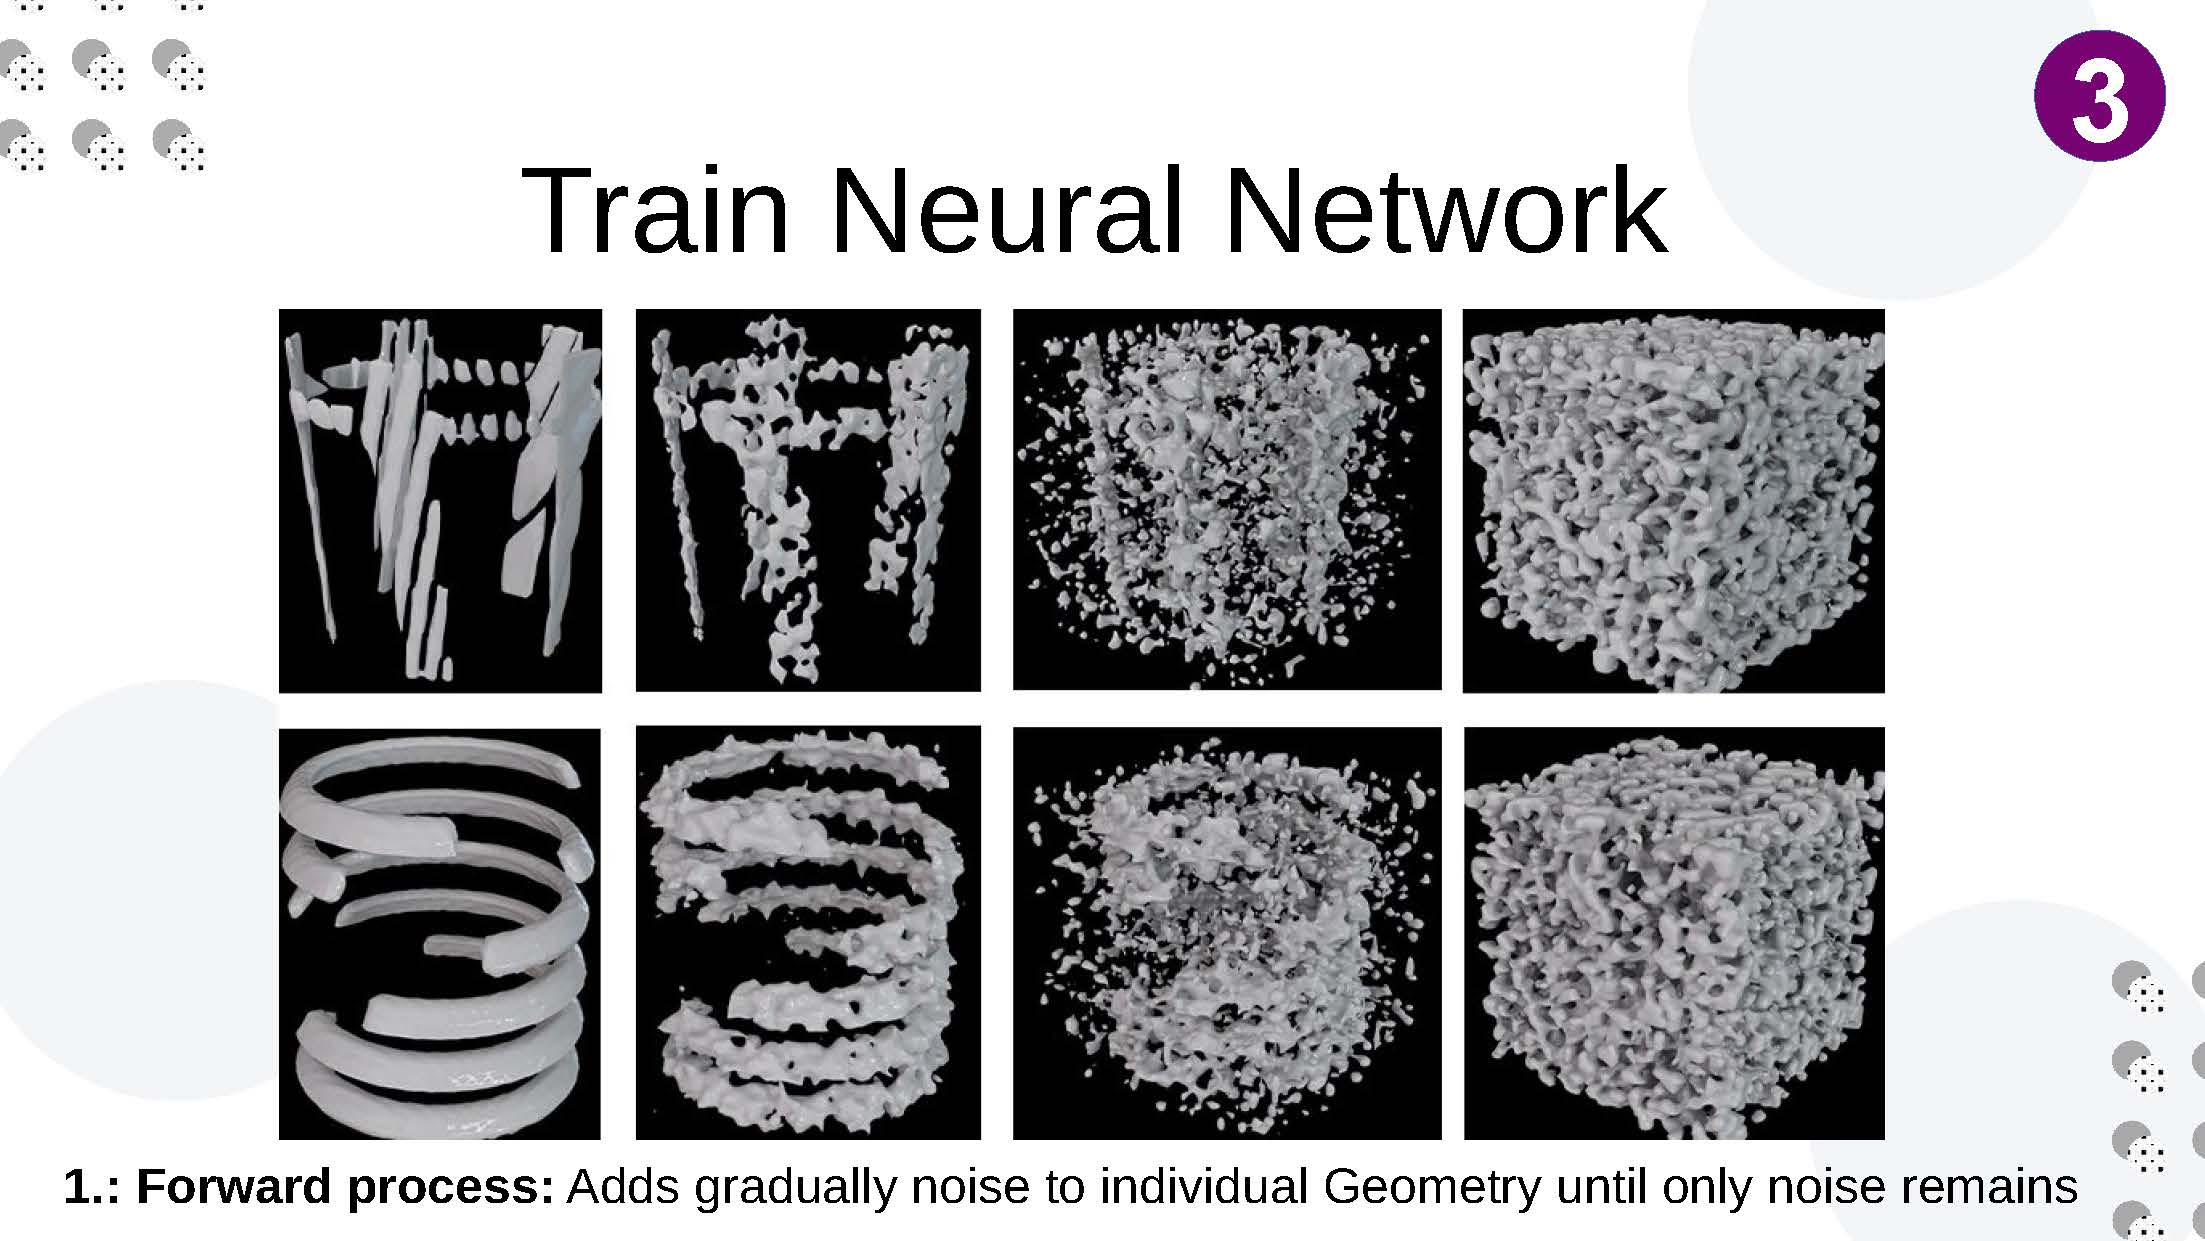 3
Train Neural Network
1.: Forward process: Adds gradually noise to individual Geometry until only noise remains